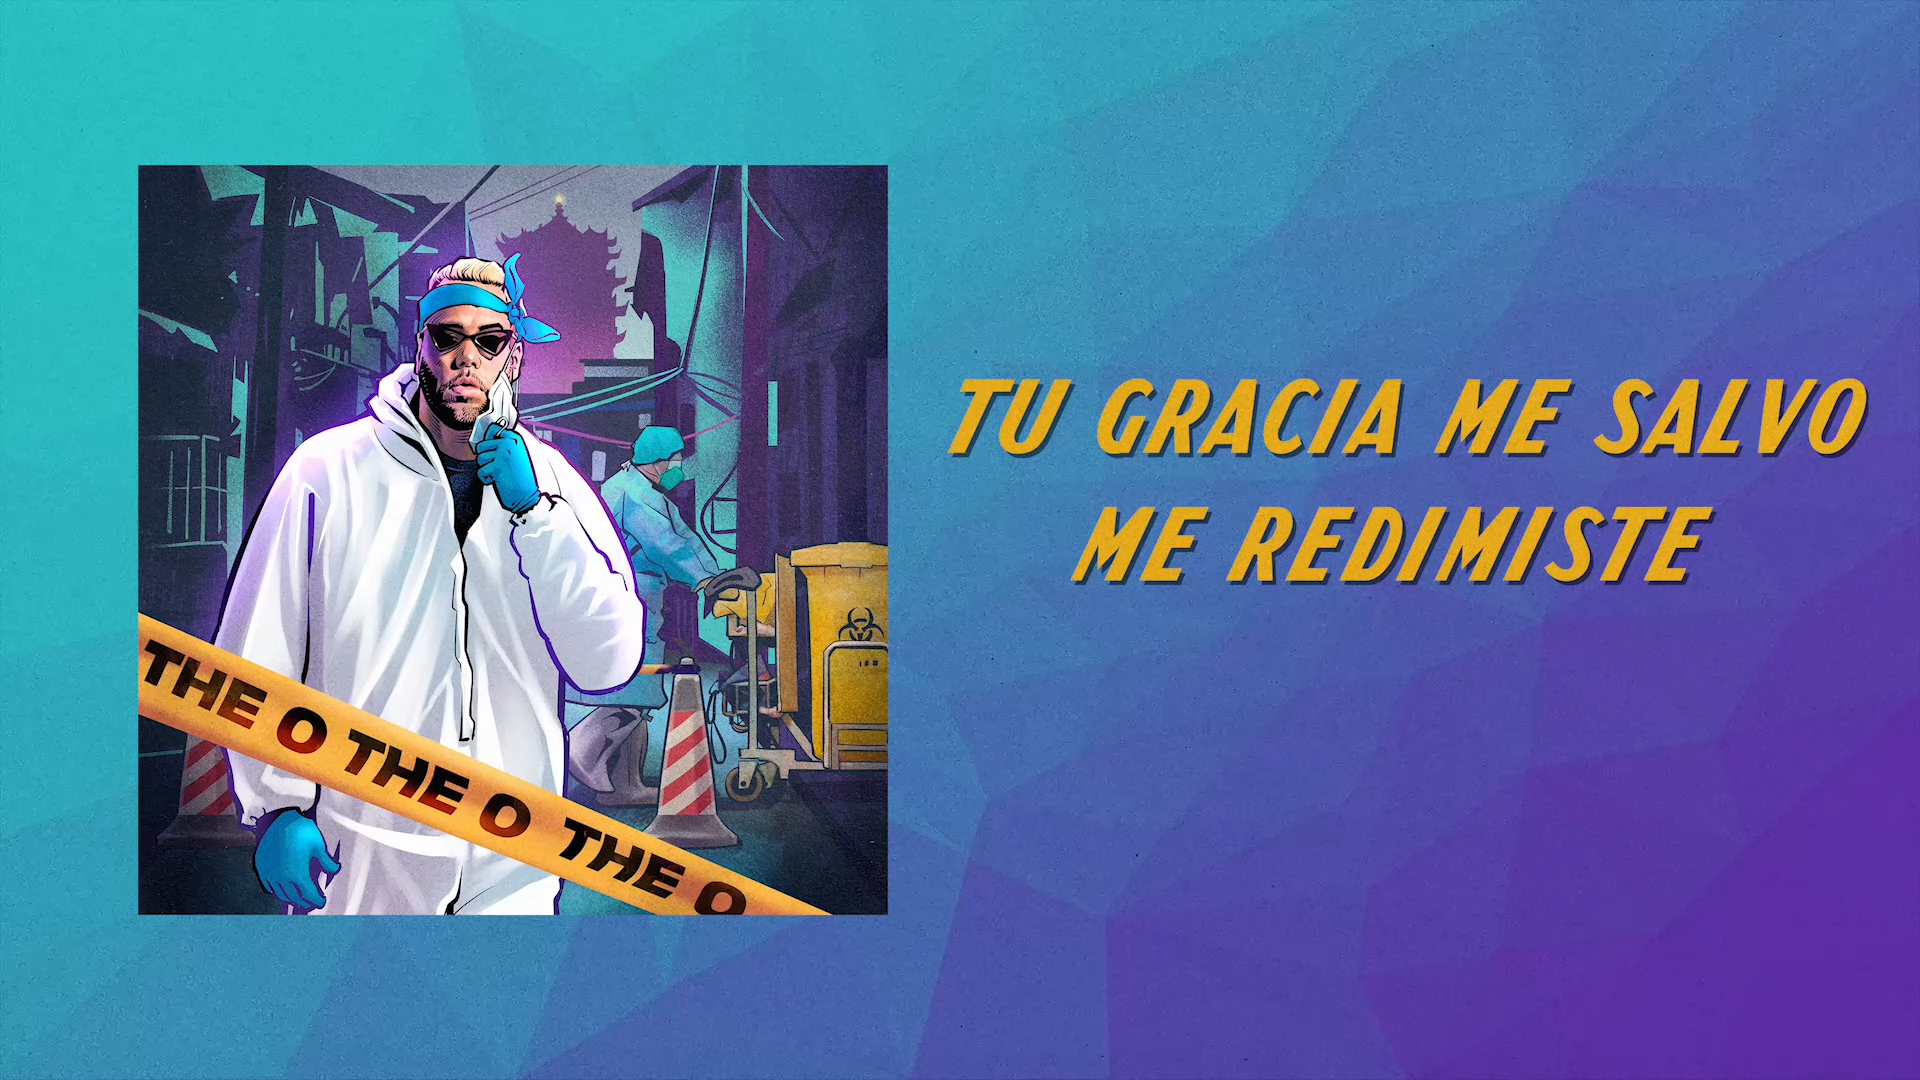 THE O THE O THE O
TU GRACIA ME SALVO
ME REDIMISTE